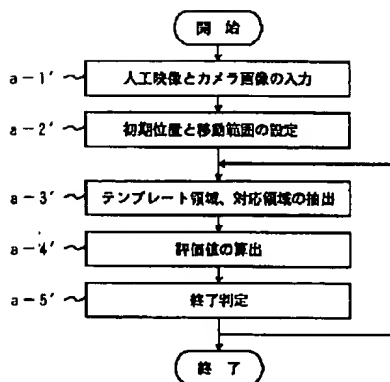 開 始
a-1′ 人工映像とカメラ画像の入力
a-2′ 初期位置と移動範囲の設定
a-3′ テンプレート領域、対応領域の抽出
a-4′ 評価値の算出
a-5′ 終了判定
終 了